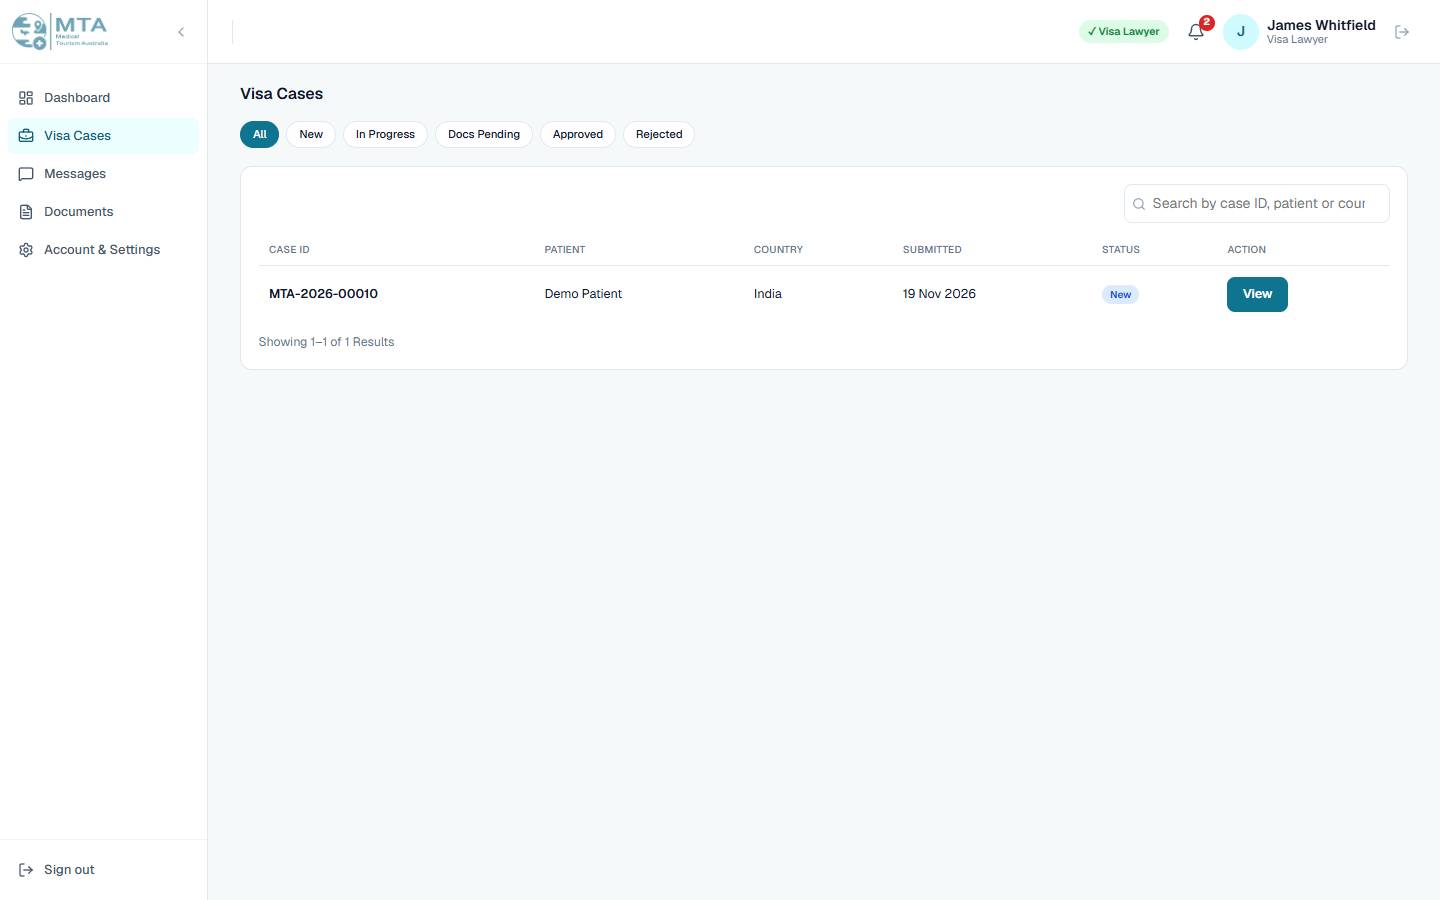 MTA
Medical
Tourism Australia
✓ Visa Lawyer
2
J
James Whitfield
Visa Lawyer
Dashboard
Visa Cases
Messages
Documents
Account & Settings
Sign out
Visa Cases
All
New
In Progress
Docs Pending
Approved
Rejected
Search by case ID, patient or cour
CASE ID PATIENT COUNTRY SUBMITTED STATUS ACTION
MTA-2026-00010 Demo Patient India 19 Nov 2026 New View
Showing 1–1 of 1 Results